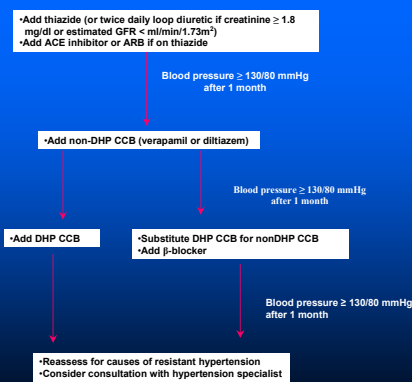 •Add thiazide (or twice daily loop diuretic if creatinine ≥ 1.8
mg/dl or estimated GFR < ml/min/1.73m²)
•Add ACE inhibitor or ARB if on thiazide
Blood pressure ≥ 130/80 mmHg
after 1 month
•Add non-DHP CCB (verapamil or diltiazem)
Blood pressure ≥ 130/80 mmHg
after 1 month
•Add DHP CCB
•Substitute DHP CCB for nonDHP CCB
•Add β-blocker
Blood pressure ≥ 130/80 mmHg
after 1 month
•Reassess for causes of resistant hypertension
•Consider consultation with hypertension specialist